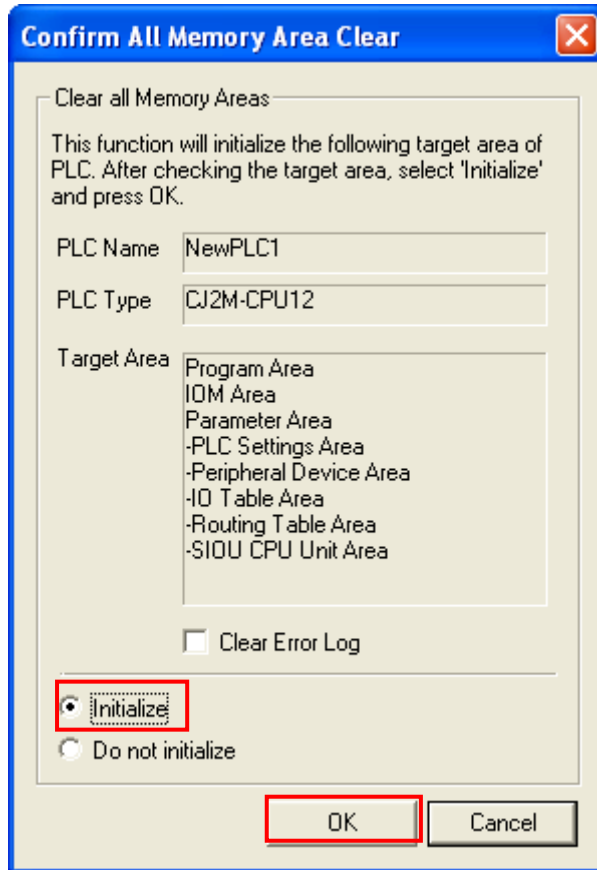 Confirm All Memory Area Clear
Clear all Memory Areas
This function will initialize the following target area of
PLC. After checking the target area, select 'Initialize'
and press OK.
PLC Name NewPLC1
PLC Type CJ2M-CPU12
Target Area
Program Area
IOM Area
Parameter Area
-PLC Settings Area
-Peripheral Device Area
-IO Table Area
-Routing Table Area
-SIOU CPU Unit Area
Clear Error Log
Initialize
Do not initialize
OK Cancel